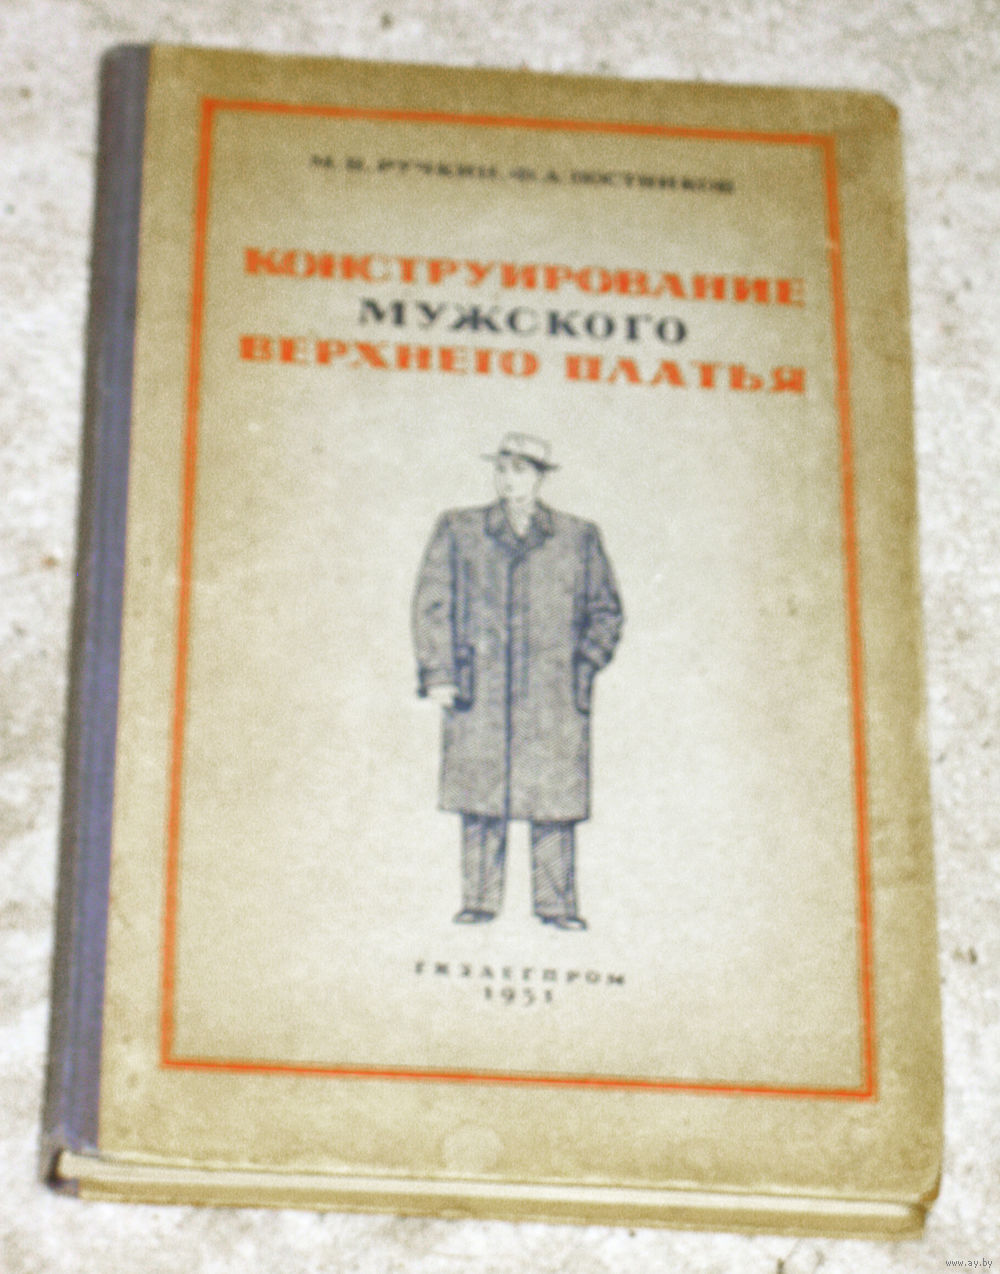 М. В. РУЧКИН, Ф. А. ПОСТНИКОВ
КОНСТРУИРОВАНИЕ
МУЖСКОГО
ВЕРХНЕГО ПЛАТЬЯ
ГИЗЛЕГПРОМ
1951
www.ay.by